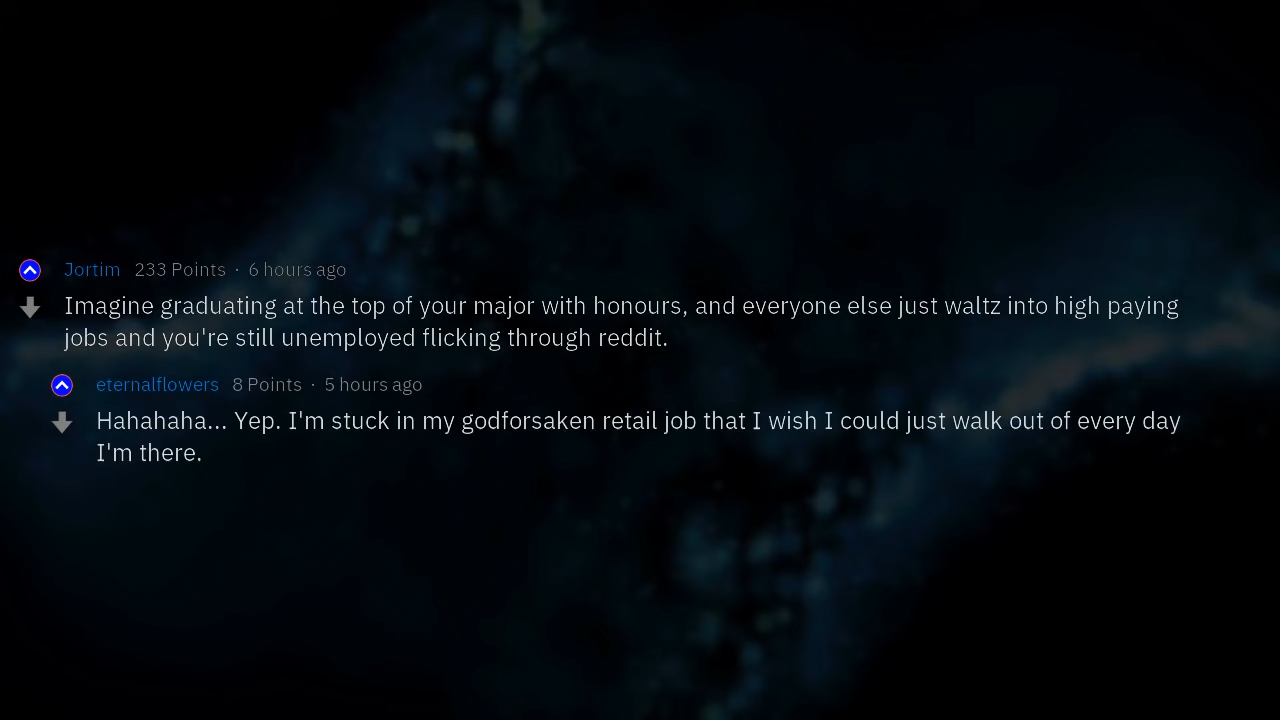 Jortim 233 Points · 6 hours ago
Imagine graduating at the top of your major with honours, and everyone else just waltz into high paying
jobs and you're still unemployed flicking through reddit.
eternalflowers 8 Points · 5 hours ago
Hahahaha... Yep. I'm stuck in my godforsaken retail job that I wish I could just walk out of every day
I'm there.